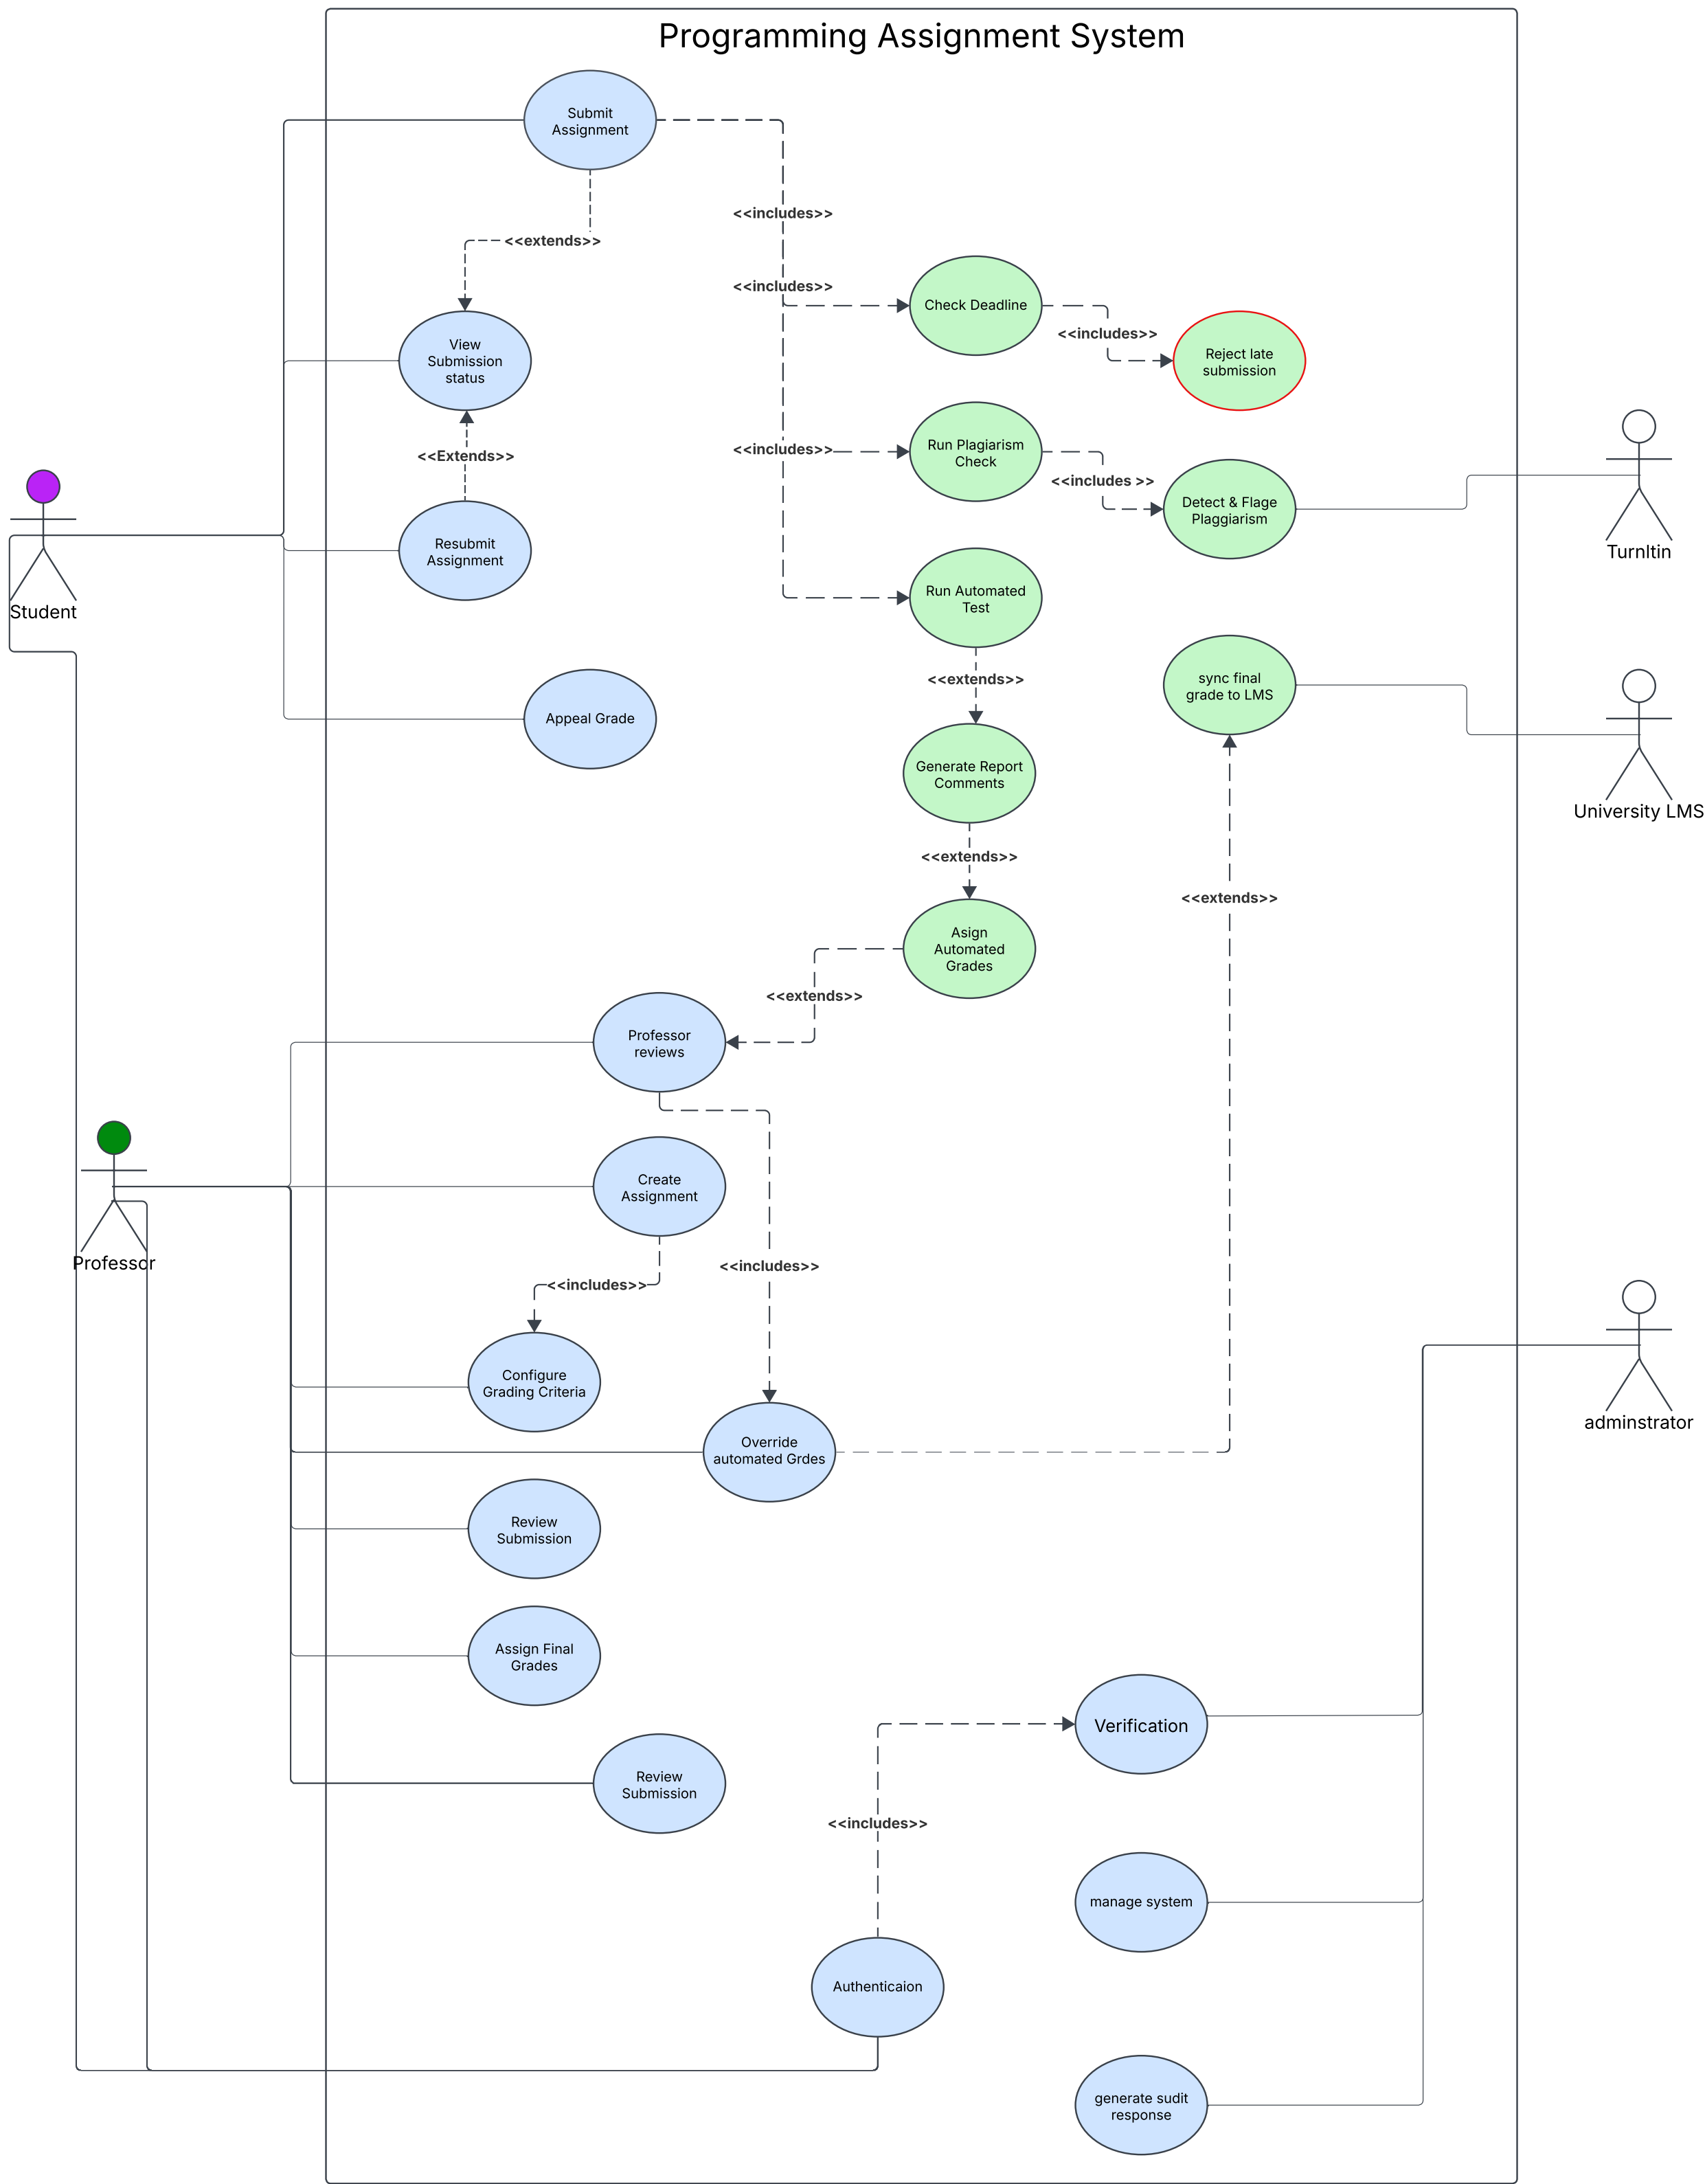 Programming Assignment System
Submit
Assignment
<<includes>>
<<extends>>
<<includes>>
Check Deadline
<<includes>>
View
Submission
status
Reject late
submission
<<Extends>>
<<includes>>
Run Plagiarism
Check
<<includes >>
Detect & Flage
Plaggiarism
TurnItin
Resubmit
Assignment
Run Automated
Test
Student
<<extends>>
sync final
grade to LMS
Appeal Grade
Generate Report
Comments
University LMS
<<extends>>
<<extends>>
Asign
Automated
Grades
<<extends>>
Professor
reviews
Create
Assignment
Professor
<<includes>>
<<includes>>
Configure
Grading Criteria
adminstrator
Override
automated Grdes
Review
Submission
Assign Final
Grades
Verification
Review
Submission
<<includes>>
manage system
Authenticaion
generate sudit
response